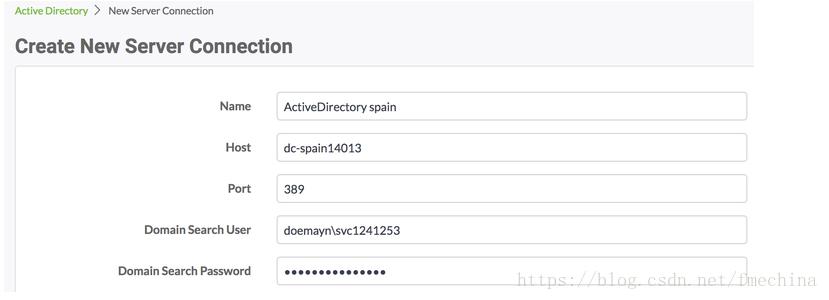 Active Directory > New Server Connection
Create New Server Connection
Name ActiveDirectory spain
Host dc-spain14013
Port 389
Domain Search User doemayn\svc1241253
Domain Search Password •••••••••••••••
https://blog.csdn.net/fmechina